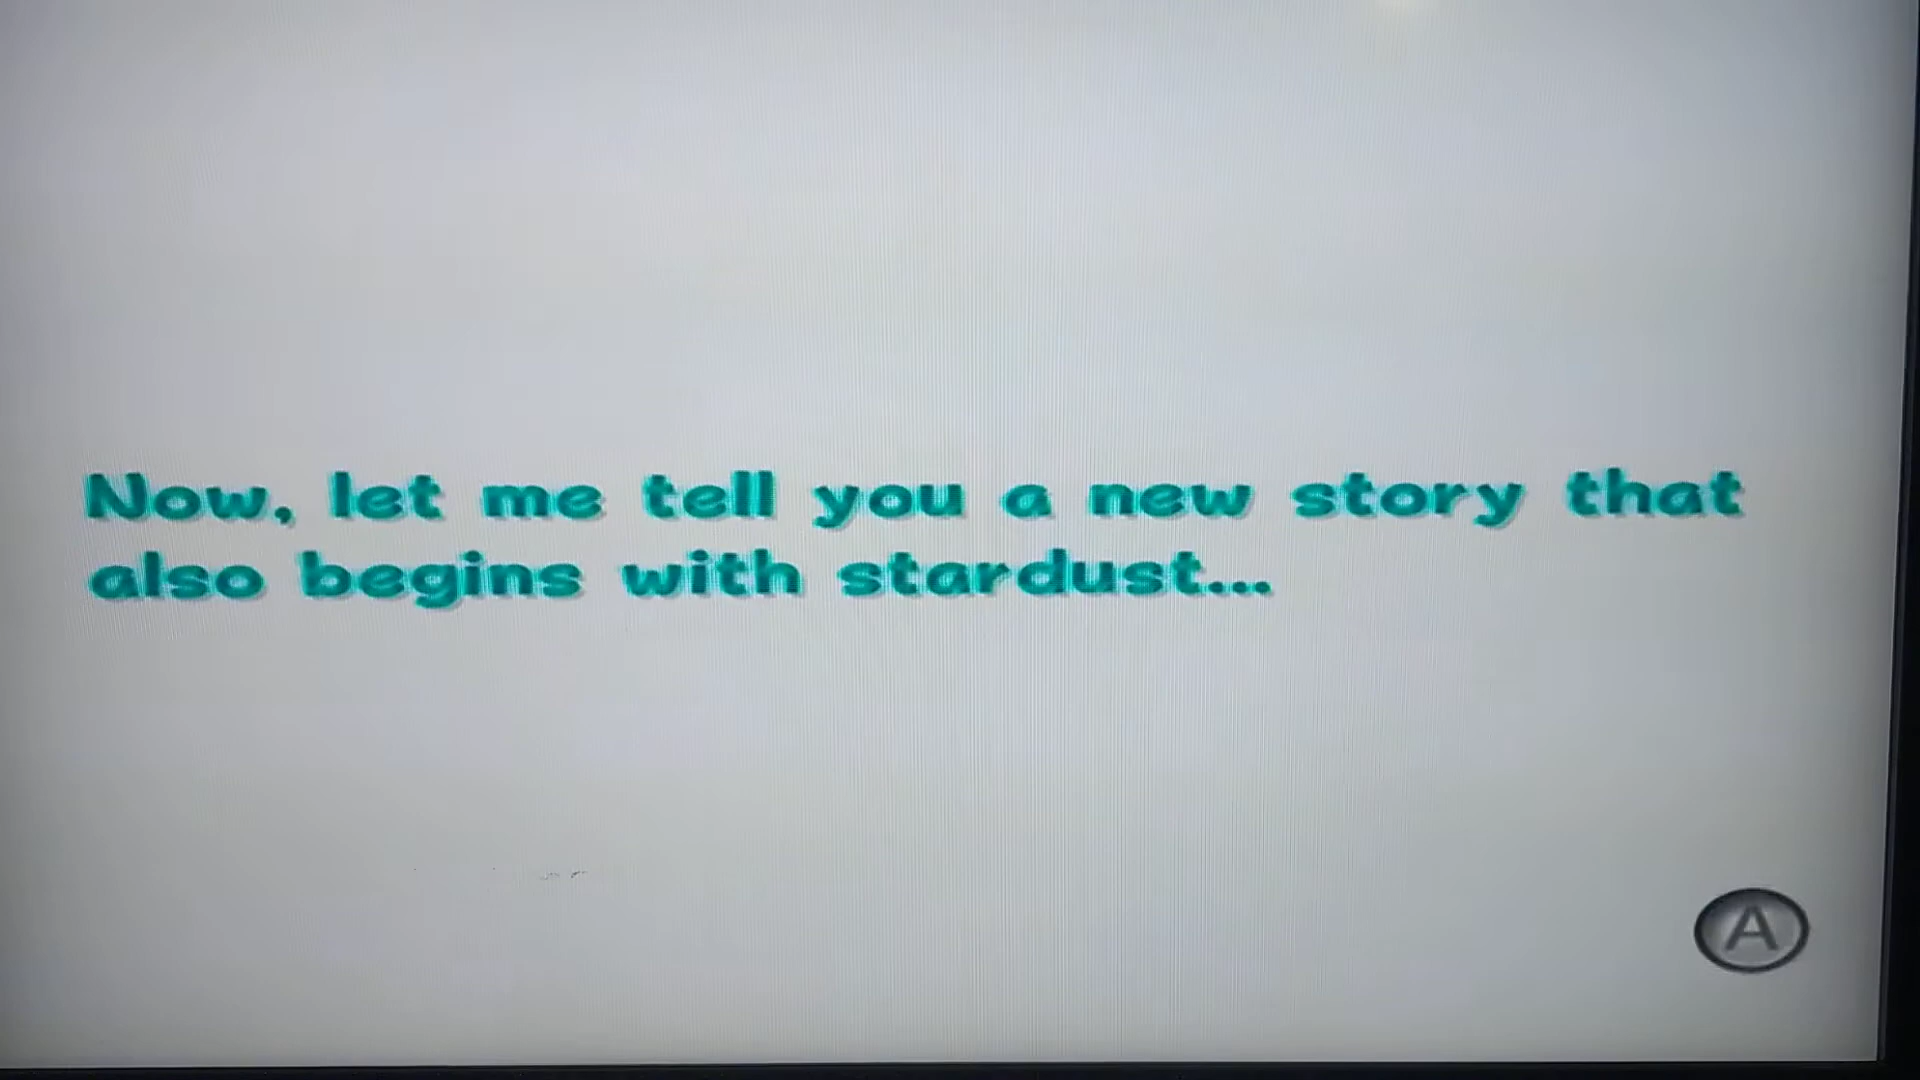 Now, let me tell you a new story that
also begins with stardust...
A